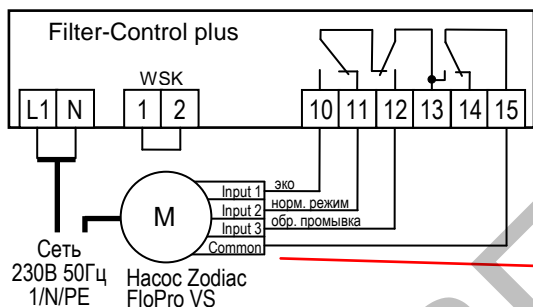 Filter-Control plus
WSK
L1 N 1 2 10 11 12 13 14 15
Input 1 эко
Input 2 норм. режим
Input 3 обр. промывка
Common
M
Сеть
230В 50Гц
1/N/PE
Насос Zodiac
FloPro VS